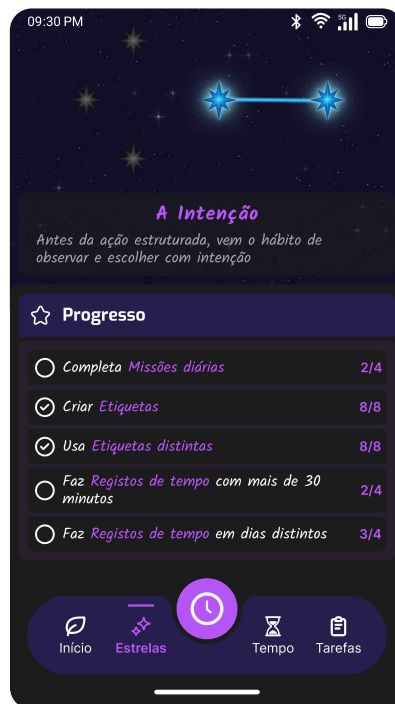 09:30 PM
5G
A Intenção
Antes da ação estruturada, vem o hábito de
observar e escolher com intenção
Progresso
Completa Missões diárias 2/4
Criar Etiquetas 8/8
Usa Etiquetas distintas 8/8
Faz Registos de tempo com mais de 30
minutos 2/4
Faz Registos de tempo em dias distintos 3/4
Início Estrelas Tempo Tarefas